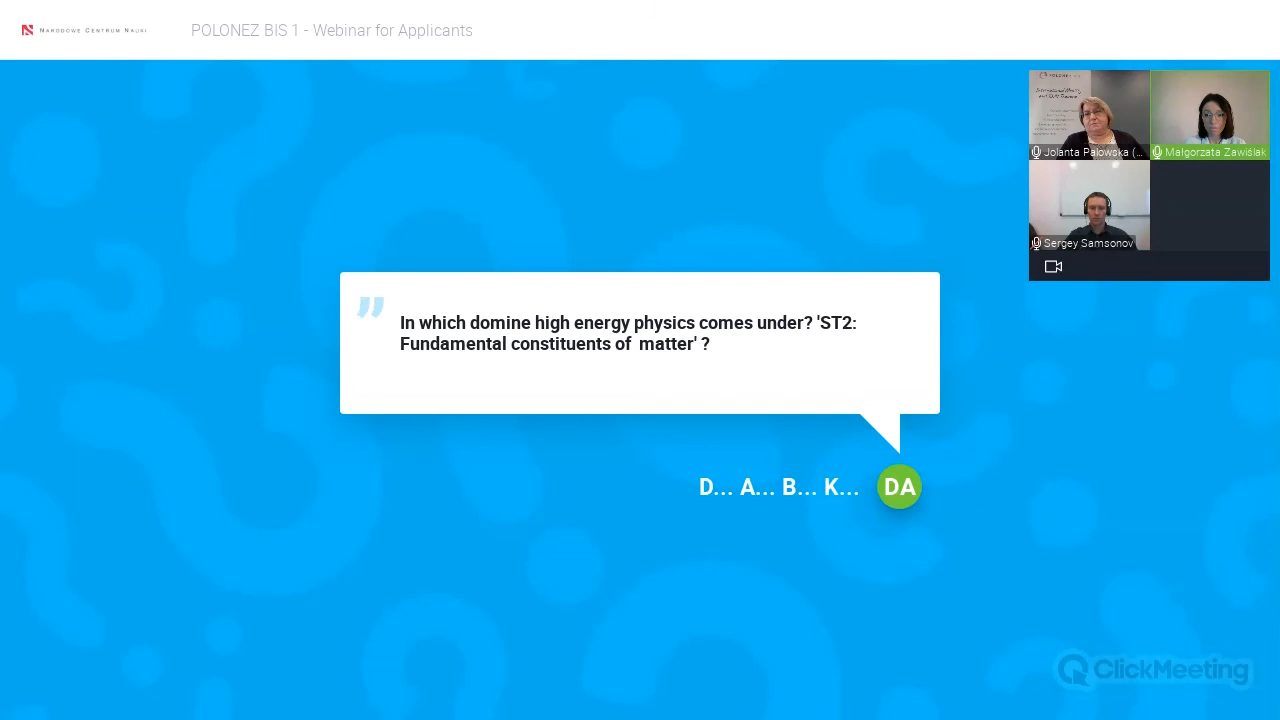 NARODOWE CENTRUM NAUKI
POLONEZ BIS 1 - Webinar for Applicants
Jolanta Palowska (...
Małgorzata Zawiślak
Sergey Samsonov
In which domine high energy physics comes under? 'ST2:
Fundamental constituents of  matter' ?
D... A... B... K...
DA
ClickMeeting